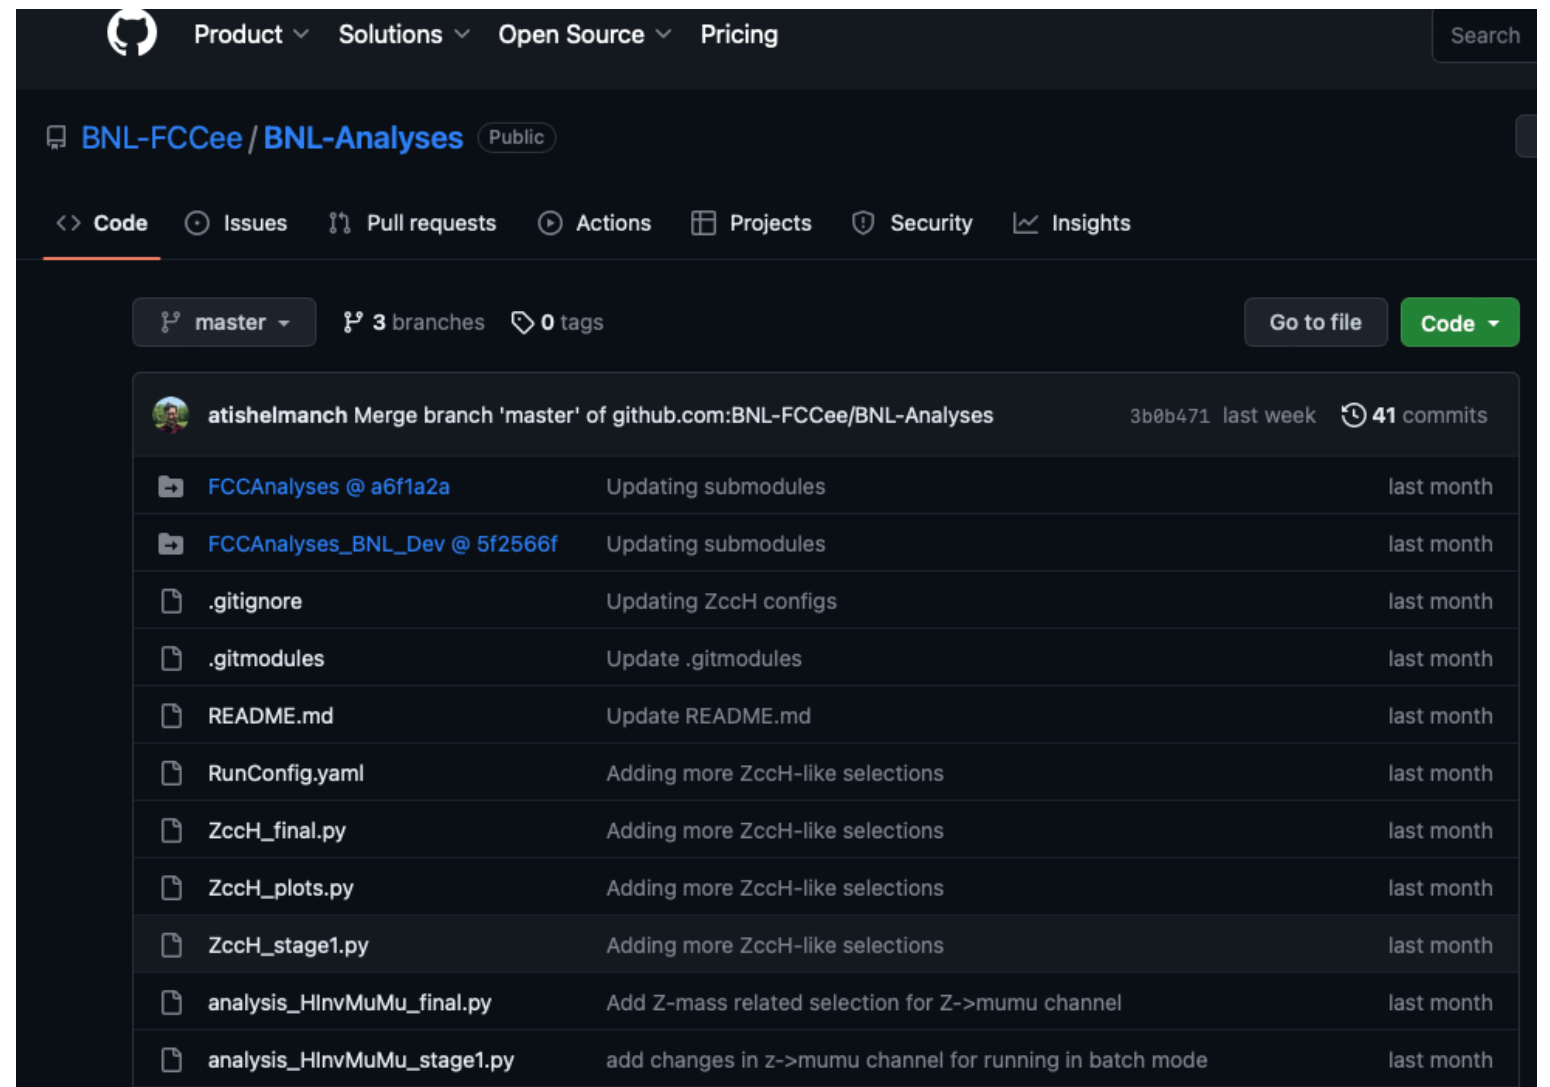 Product Solutions Open Source Pricing Search
BNL-FCCee / BNL-Analyses Public
Code Issues Pull requests Actions Projects Security Insights
master 3 branches 0 tags Go to file Code
atishelmanch Merge branch 'master' of github.com:BNL-FCCee/BNL-Analyses 3b0b471 last week 41 commits
FCCAnalyses @ a6f1a2a Updating submodules last month
FCCAnalyses_BNL_Dev @ 5f2566f Updating submodules last month
.gitignore Updating ZccH configs last month
.gitmodules Update .gitmodules last month
README.md Update README.md last month
RunConfig.yaml Adding more ZccH-like selections last month
ZccH_final.py Adding more ZccH-like selections last month
ZccH_plots.py Adding more ZccH-like selections last month
ZccH_stage1.py Adding more ZccH-like selections last month
analysis_HInvMuMu_final.py Add Z-mass related selection for Z->mumu channel last month
analysis_HInvMuMu_stage1.py add changes in z->mumu channel for running in batch mode last month